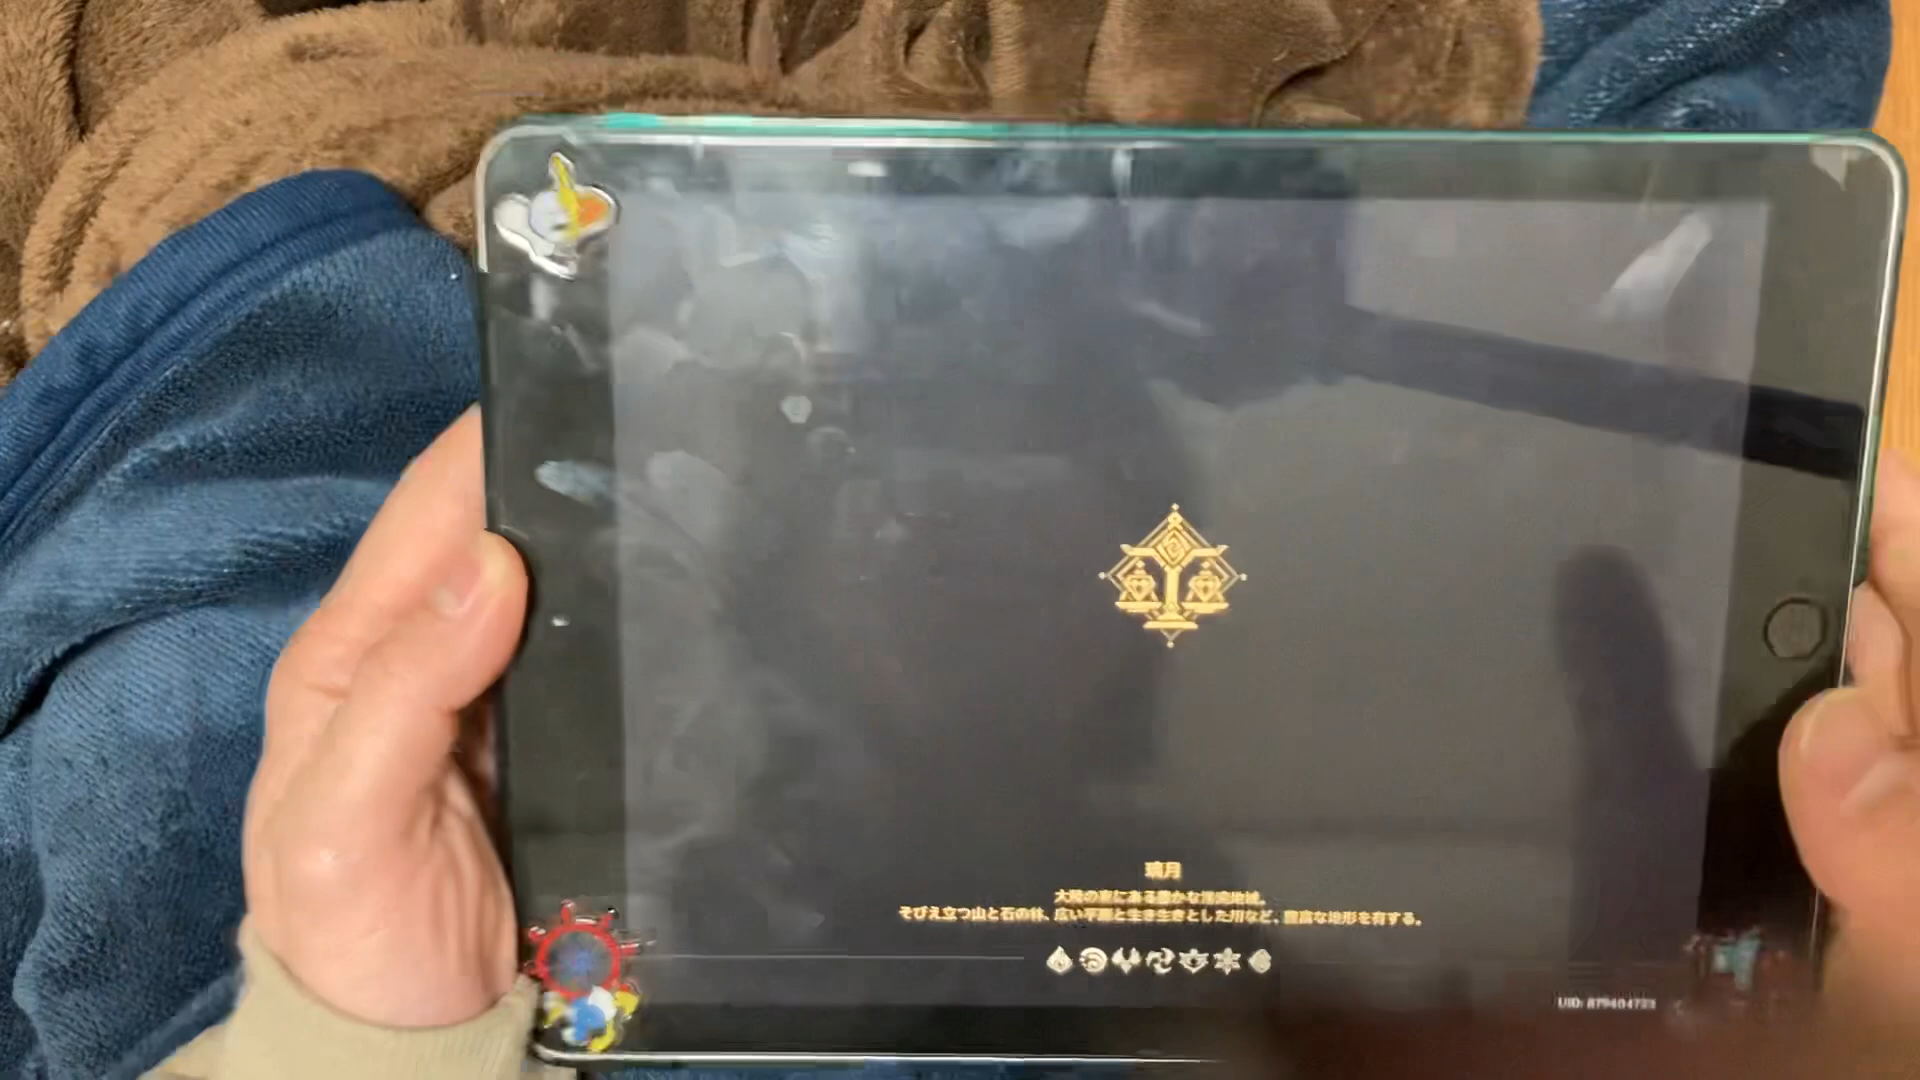 璃月
大陸の東にある豊かな港湾地域。
そびえ立つ山と石の林、広い平原と生き生きとした川など、豊富な地形を有する。
UID: